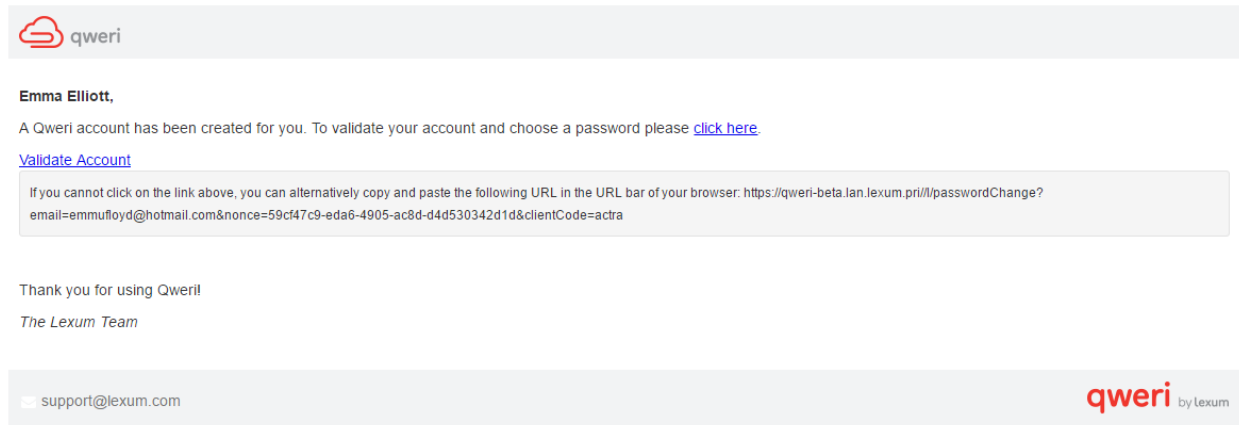 qweri
Emma Elliott,
A Qweri account has been created for you. To validate your account and choose a password please click here.
Validate Account
If you cannot click on the link above, you can alternatively copy and paste the following URL in the URL bar of your browser: https://qweri-beta.lan.lexum.pri//l/passwordChange?
email=emmufloyd@hotmail.com&nonce=59cf47c9-eda6-4905-ac8d-d4d530342d1d&clientCode=actra
Thank you for using Qweri!
The Lexum Team
support@lexum.com
qweri by lexum